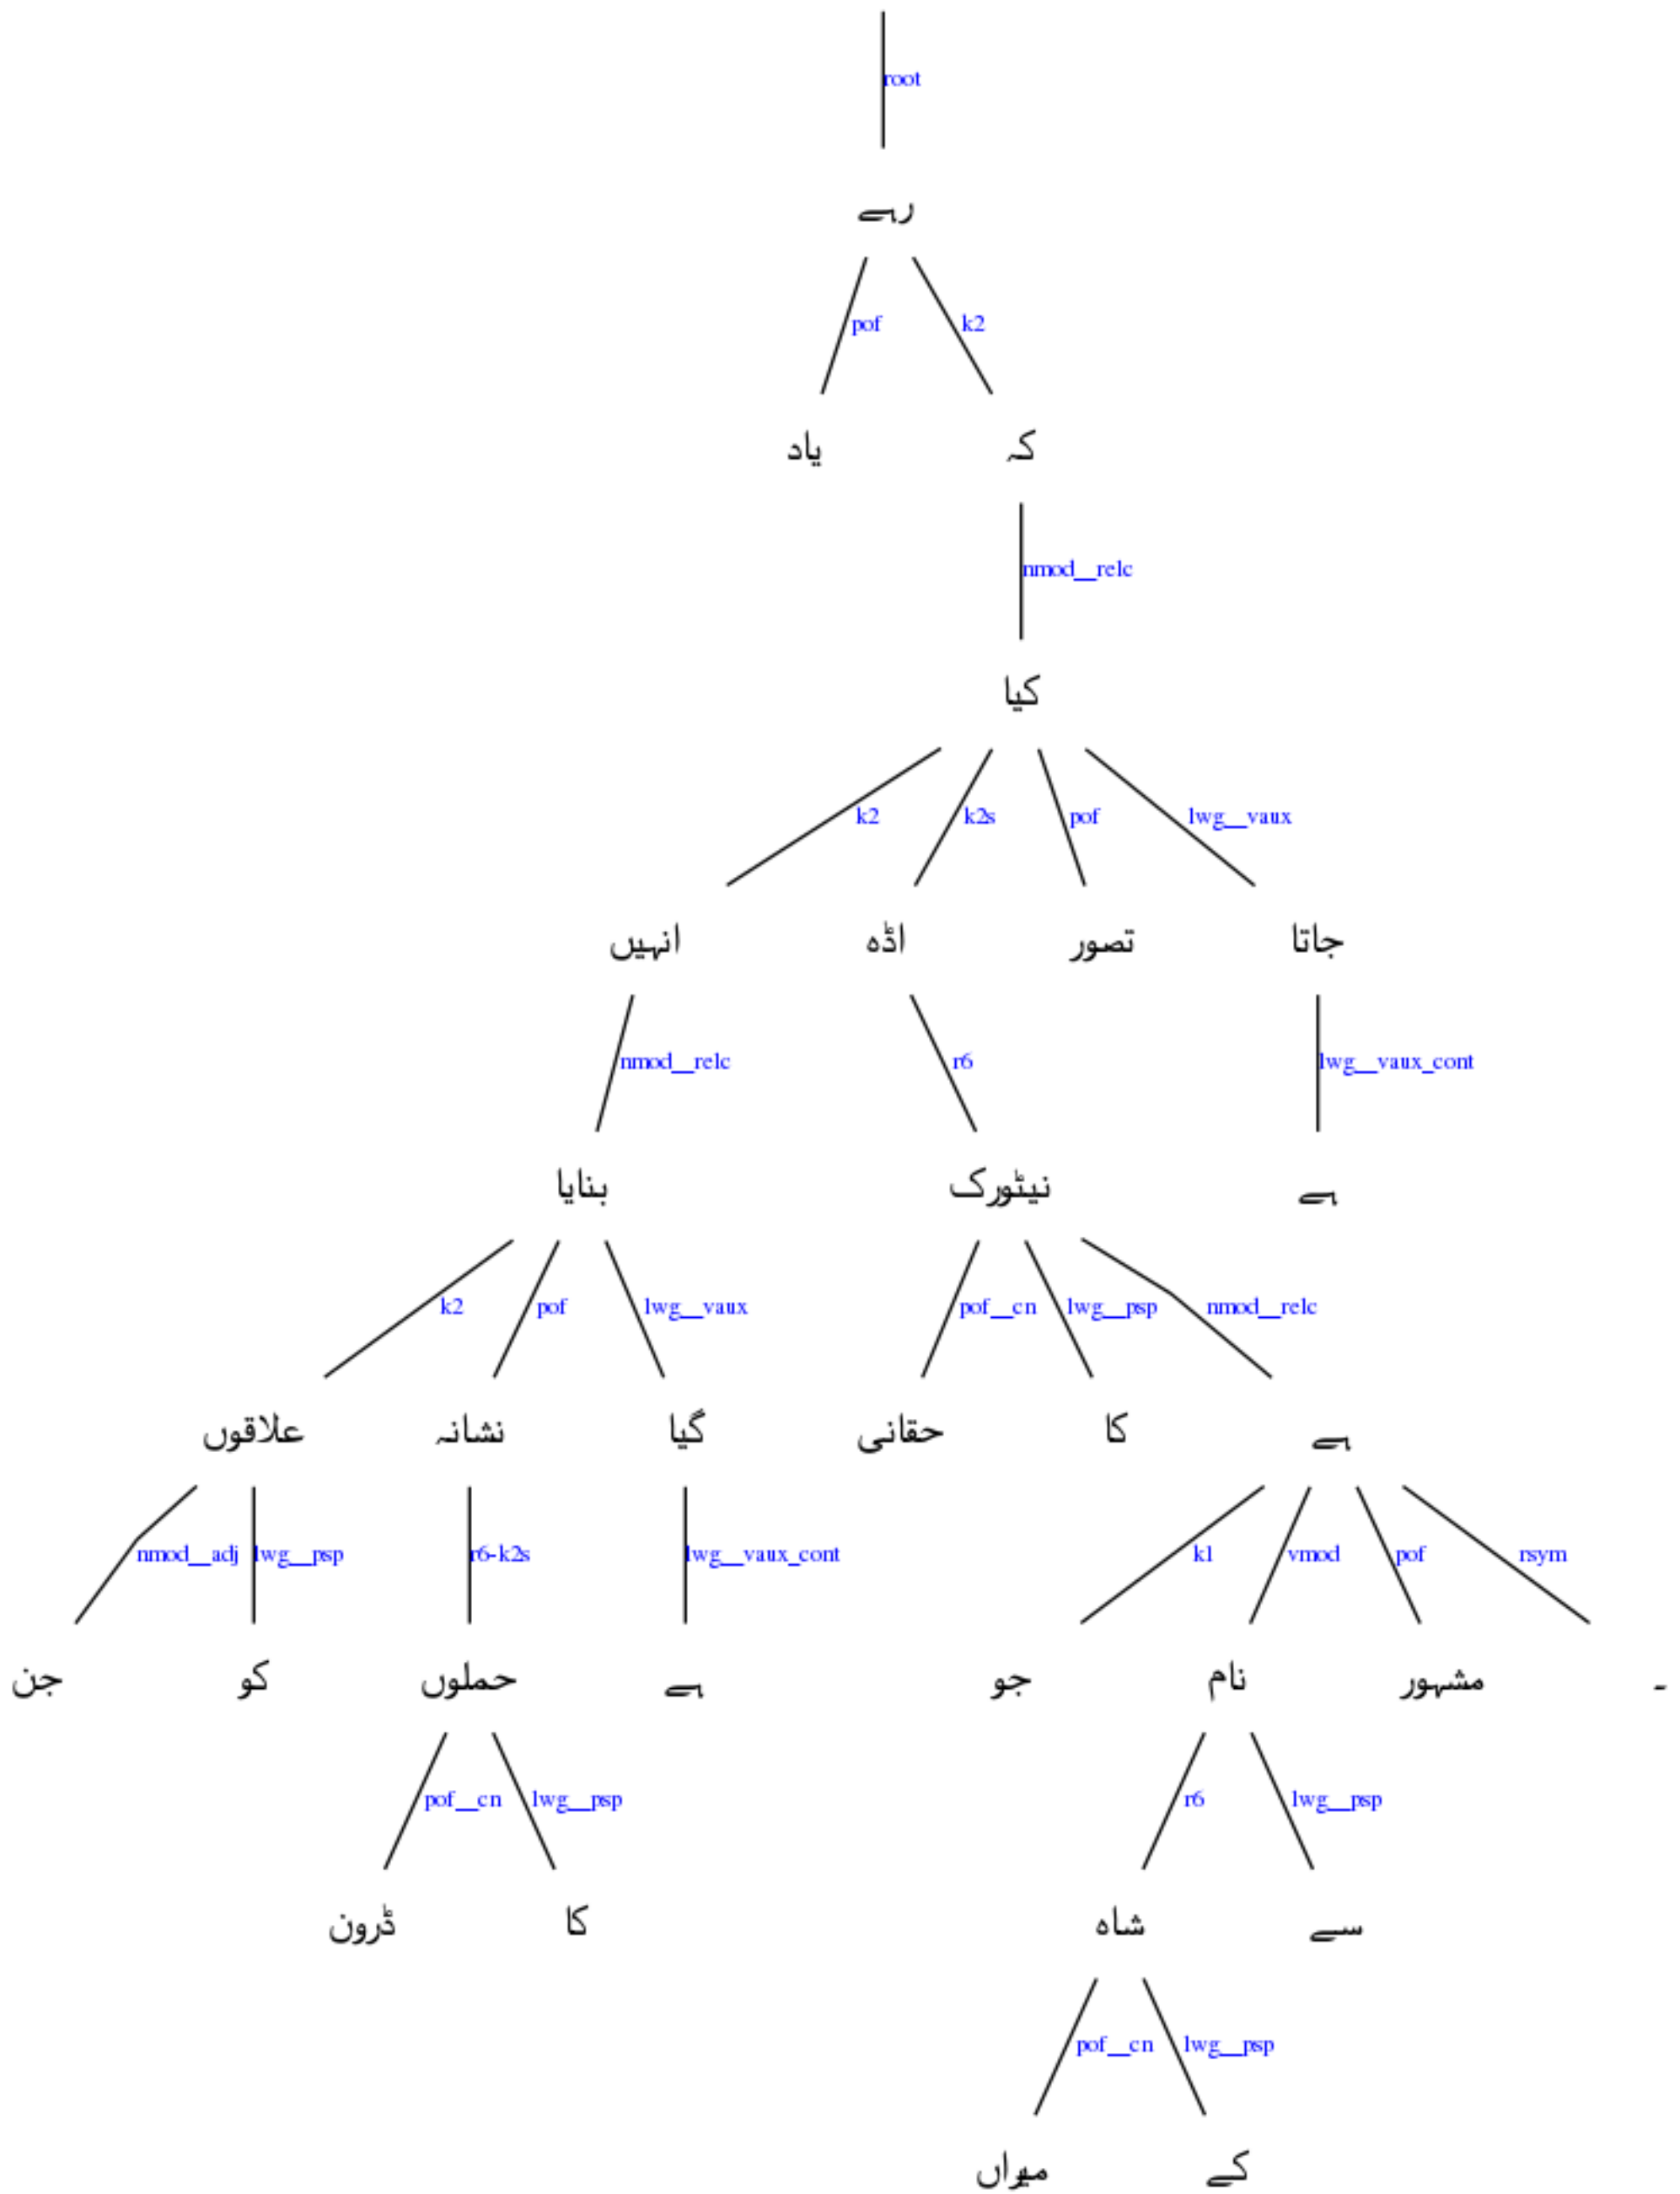 root
رہے
pof k2
یاد کہ
nmod__relc
کیا
k2 k2s pof lwg__vaux
انہیں اڈہ تصور جاتا
nmod__relc r6 lwg__vaux_cont
بنایا نیٹورک ہے
k2 pof lwg__vaux pof__cn lwg__psp nmod__relc
علاقوں نشانہ گیا حقانی کا ہے
nmod__adj lwg__psp r6-k2s lwg__vaux_cont k1 vmod pof rsym
جن کو حملوں ہے جو نام مشہور ۔
pof__cn lwg__psp r6 lwg__psp
ڈرون کا شاہ سے
pof__cn lwg__psp
میراں کے